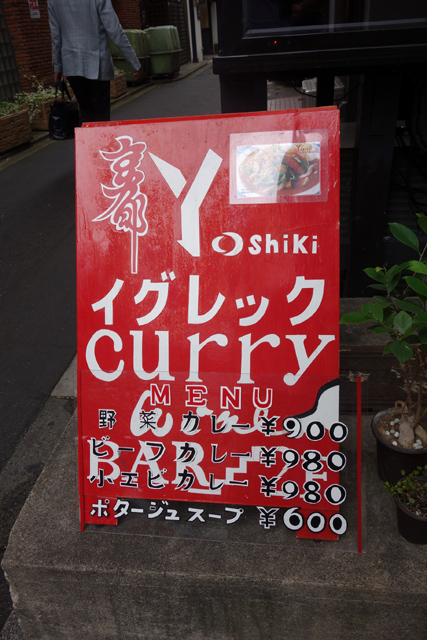 京都
Y
Oshiki
イグレック
curry
MENU
野菜カレー ¥900
ビーフカレー ¥980
小エビカレー ¥980
ポタージュスープ ¥600
BAR